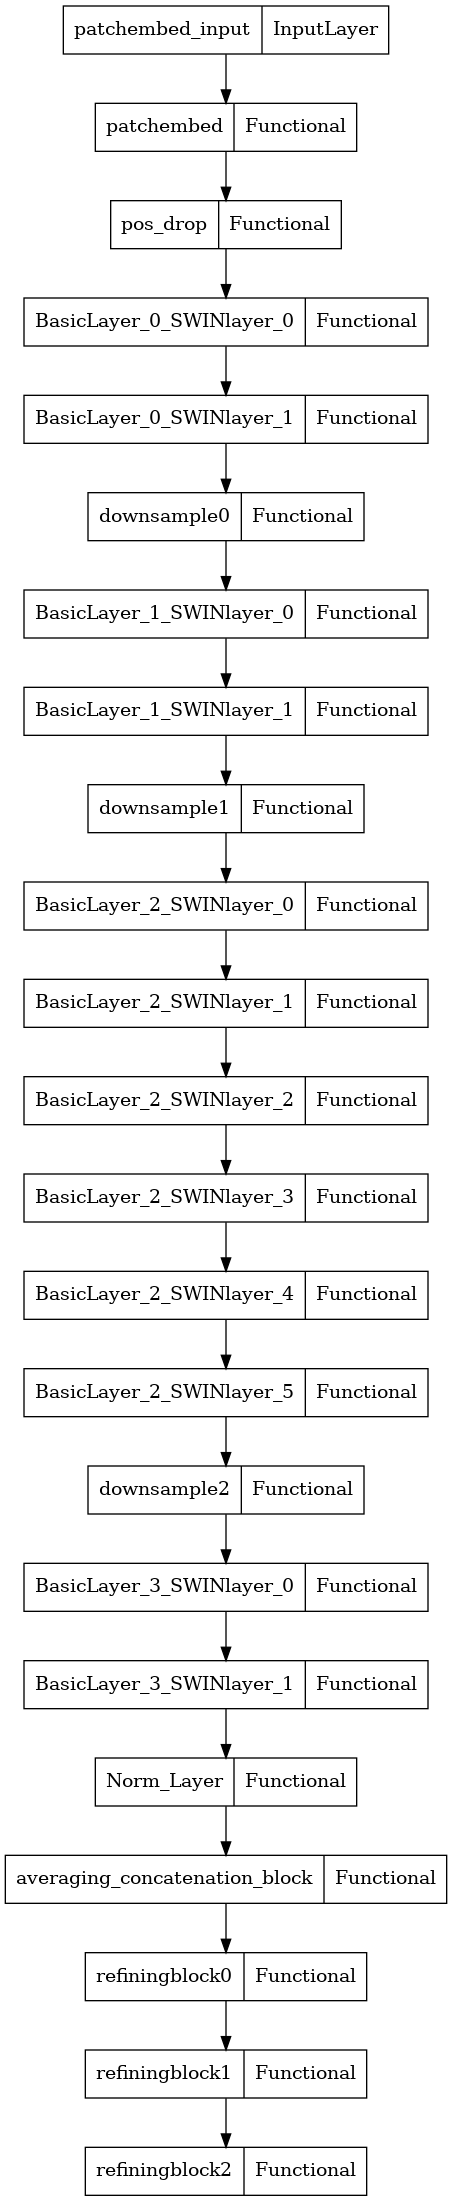 patchembed_input InputLayer
patchembed Functional
pos_drop Functional
BasicLayer_0_SWINlayer_0 Functional
BasicLayer_0_SWINlayer_1 Functional
downsample0 Functional
BasicLayer_1_SWINlayer_0 Functional
BasicLayer_1_SWINlayer_1 Functional
downsample1 Functional
BasicLayer_2_SWINlayer_0 Functional
BasicLayer_2_SWINlayer_1 Functional
BasicLayer_2_SWINlayer_2 Functional
BasicLayer_2_SWINlayer_3 Functional
BasicLayer_2_SWINlayer_4 Functional
BasicLayer_2_SWINlayer_5 Functional
downsample2 Functional
BasicLayer_3_SWINlayer_0 Functional
BasicLayer_3_SWINlayer_1 Functional
Norm_Layer Functional
averaging_concatenation_block Functional
refiningblock0 Functional
refiningblock1 Functional
refiningblock2 Functional